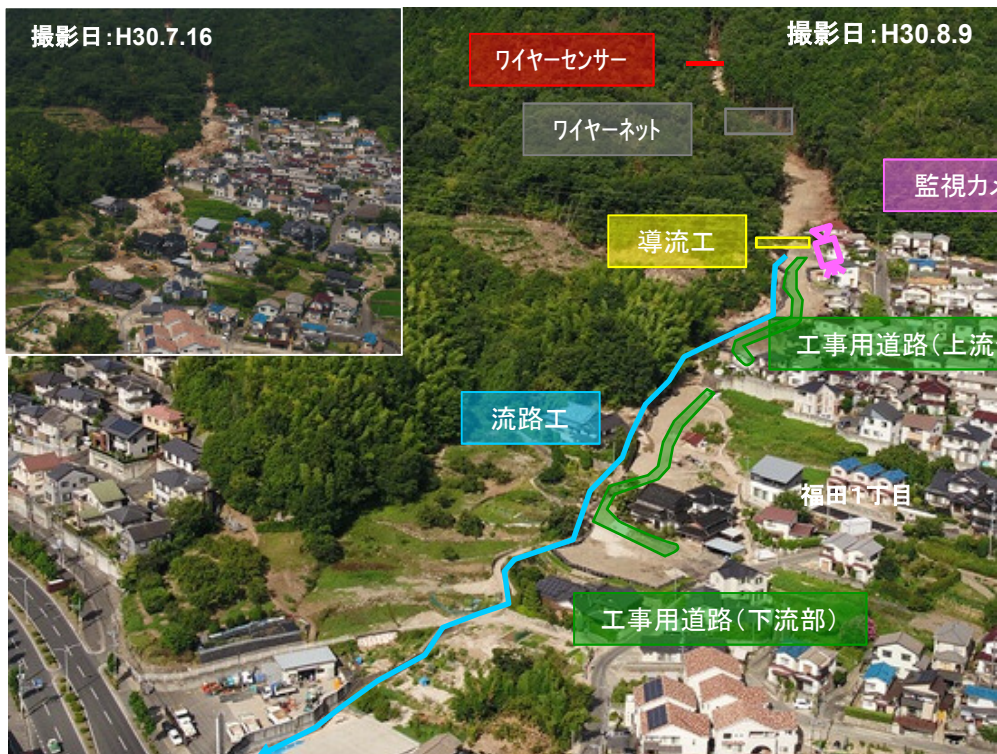 撮影日:H30.7.16
撮影日:H30.8.9
ワイヤーセンサー
ワイヤーネット
監視カメ
導流工
工事用道路(上流
流路工
福田1丁目
工事用道路(下流部)